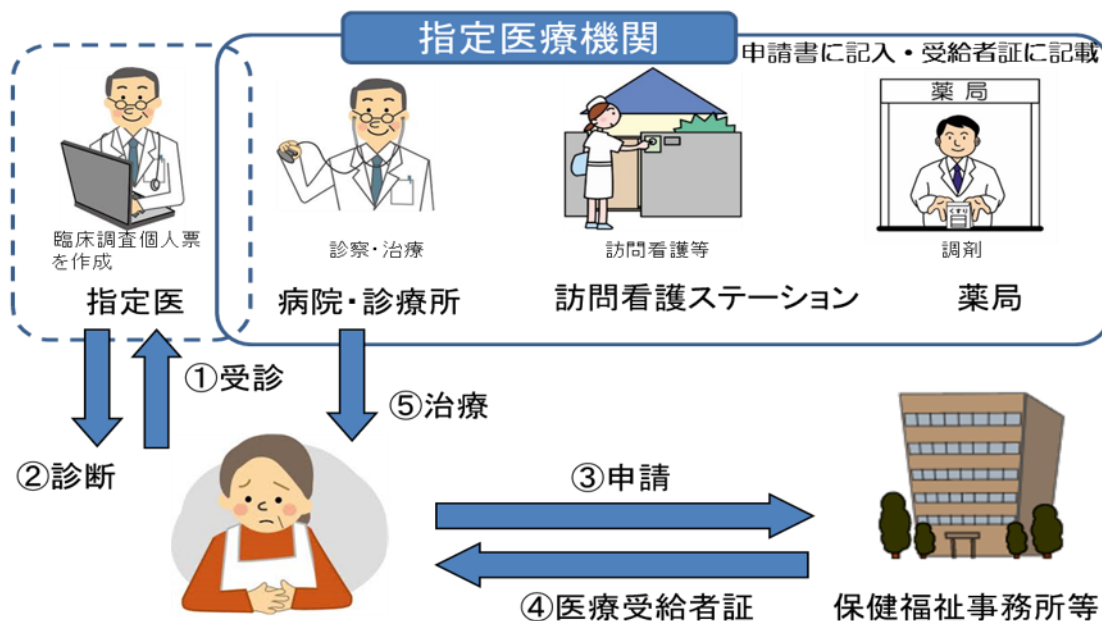 指定医療機関
申請書に記入・受給者証に記載
薬局
くすり
臨床調査個人票
を作成
診察・治療
訪問看護等
調剤
指定医
病院・診療所
訪問看護ステーション
薬局
①受診
②診断
⑤治療
③申請
④医療受給者証
保健福祉事務所等